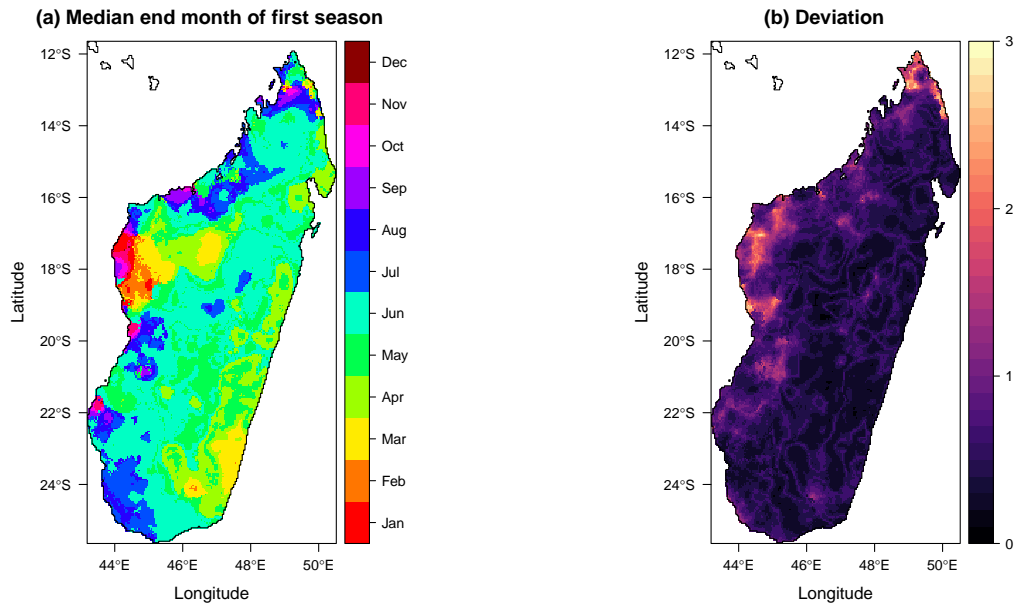 (a) Median end month of first season
12°S
14°S
16°S
18°S
20°S
22°S
24°S
Latitude
44°E
46°E
48°E
50°E
Longitude
Dec
Nov
Oct
Sep
Aug
Jul
Jun
May
Apr
Mar
Feb
Jan
(b) Deviation
12°S
14°S
16°S
18°S
20°S
22°S
24°S
Latitude
44°E
46°E
48°E
50°E
Longitude
3
2
1
0